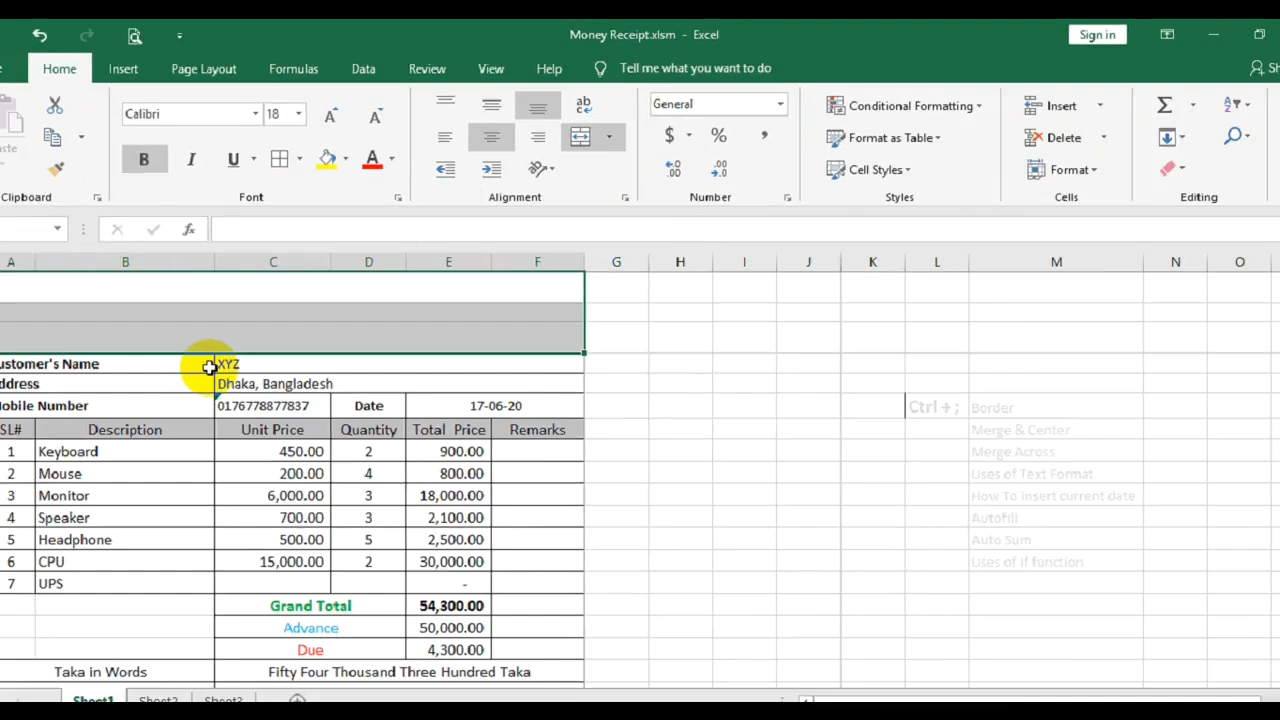 Money Receipt.xlsm - Excel
Sign in
Home Insert Page Layout Formulas Data Review View Help Tell me what you want to do
Calibri 18 ab General Conditional Formatting Insert
B I U A $ % , Format as Table Delete
Cell Styles Format
Clipboard Font Alignment Number Styles Cells Editing
fx
A B C D E F G H I J K L M N O
ustomer's Name XYZ
ddress Dhaka, Bangladesh
Mobile Number 0176778877837 Date 17-06-20 Ctrl + ; Border
SL# Description Unit Price Quantity Total Price Remarks Merge & Center
1 Keyboard 450.00 2 900.00 Merge Across
2 Mouse 200.00 4 800.00 Uses of Text Format
3 Monitor 6,000.00 3 18,000.00 How To Insert current date
4 Speaker 700.00 3 2,100.00 Autofill
5 Headphone 500.00 5 2,500.00 Auto Sum
6 CPU 15,000.00 2 30,000.00 Uses of If function
7 UPS -
Grand Total 54,300.00
Advance 50,000.00
Due 4,300.00
Taka in Words Fifty Four Thousand Three Hundred Taka
Sheet1 Sheet2 Sheet3